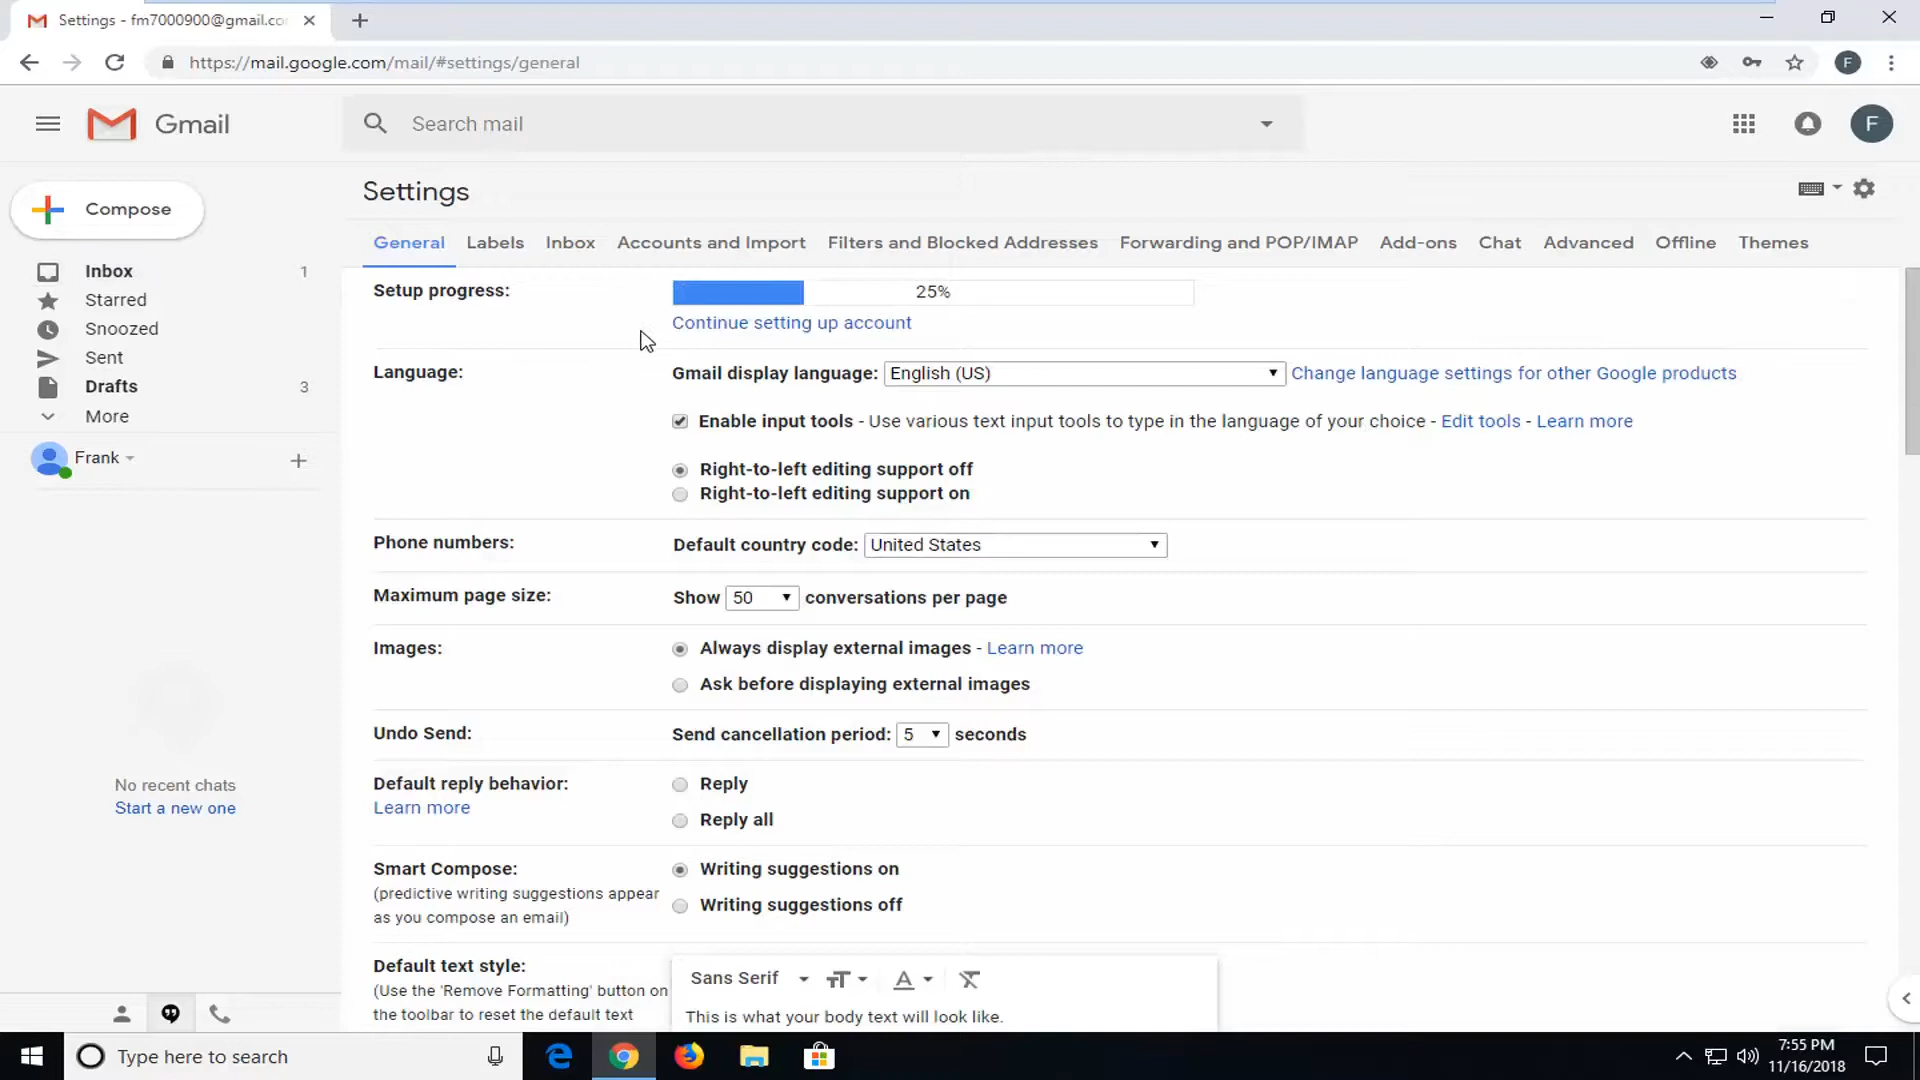 Settings - fm7000900@gmail.co
https://mail.google.com/mail/#settings/general
F
Gmail
Search mail
F
Compose
Inbox 1
Starred
Snoozed
Sent
Drafts 3
More
Frank
No recent chats
Start a new one
Settings
General Labels Inbox Accounts and Import Filters and Blocked Addresses Forwarding and POP/IMAP Add-ons Chat Advanced Offline Themes
Setup progress: 25%
Continue setting up account
Language: Gmail display language: English (US) Change language settings for other Google products
Enable input tools - Use various text input tools to type in the language of your choice - Edit tools - Learn more
Right-to-left editing support off
Right-to-left editing support on
Phone numbers: Default country code: United States
Maximum page size: Show 50 conversations per page
Images: Always display external images - Learn more
Ask before displaying external images
Undo Send: Send cancellation period: 5 seconds
Default reply behavior: Reply
Learn more
Reply all
Smart Compose: Writing suggestions on
(predictive writing suggestions appear
as you compose an email)
Writing suggestions off
Default text style:
(Use the 'Remove Formatting' button on
the toolbar to reset the default text
Sans Serif
This is what your body text will look like.
Type here to search
7:55 PM
11/16/2018